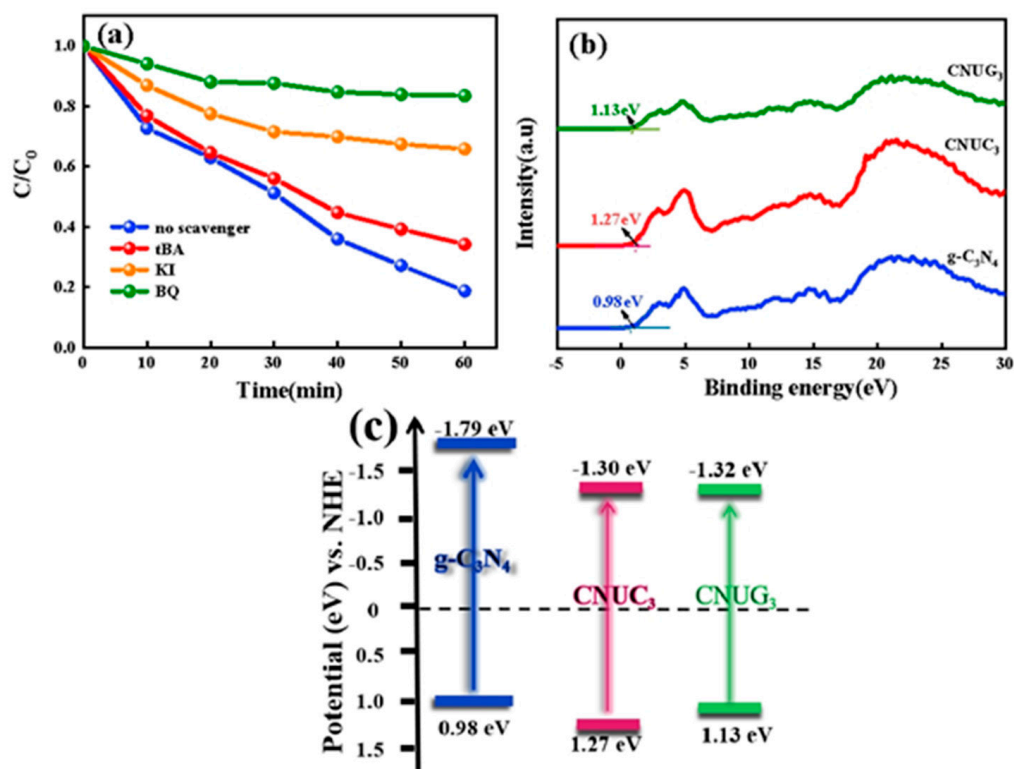 (a)
1.0
0.8
0.6
0.4
0.2
0.0
C/C₀
no scavenger
tBA
KI
BQ
0 10 20 30 40 50 60
Time(min)
(b)
Intensity(a.u)
CNUG₃
1.13eV
CNUC₃
1.27eV
g-C₃N₄
0.98eV
-5 0 5 10 15 20 25 30
Binding energy(eV)
(c)
Potential (eV) vs. NHE
-1.5
-1.0
-0.5
0
0.5
1.0
1.5
-1.79 eV
-1.30 eV
-1.32 eV
g-C₃N₄
CNUC₃
CNUG₃
0.98 eV
1.27 eV
1.13 eV